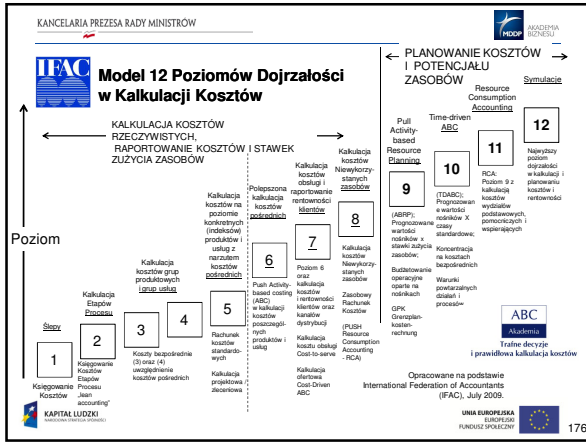 KANCELARIA PREZESA RADY MINISTRÓW
MDDP
AKADEMIA
BIZNESU
IFAC
Model 12 Poziomów Dojrzałości
w Kalkulacji Kosztów
PLANOWANIE KOSZTÓW
I POTENCJAŁU
ZASOBÓW
KALKULACJA KOSZTÓW
RZECZYWISTYCH,
RAPORTOWANIE KOSZTÓW I STAWEK
ZUŻYCIA ZASOBÓW
Poziom
Ślepy
1
Księgowanie
Kosztów
Kalkulacja
Etapów
Procesu
2
Księgowanie
Kosztów
Etapów
Procesu
„lean
accounting”
Kalkulacja
kosztów grup
produktowych
i grup usług
3
4
Koszty bezpośrednie
(3) oraz (4)
uwzględnienie
kosztów pośrednich
Kalkulacja
kosztów na
poziomie
konkretnej
(indeksów)
produktów i
usług z
narzutem
kosztów
pośrednich
5
Rachunek
kosztów
standardo-
wych
Kalkulacja
projektowa /
zleceniowa
Polepszona
kalkulacja
kosztów
pośrednich
6
Push Activity-
based costing
(ABC)
w kalkulacji
kosztów
poszczegól-
nych
produktów i
usług
Kalkulacja
kosztów
obsługi i
raportowanie
rentowności
klientów
7
Poziom 6
oraz
kalkulacja
kosztów
i rentowności
klientów oraz
kanałów
dystrybucji
Kalkulacja
kosztu obsługi
Cost-to-serve
Kalkulacja
ofertowa
Cost-Driven
ABC
Kalkulacja
kosztów
Niewykorzy-
stanych
zasobów
8
Kalkulacja
kosztów
Niewykorzy-
stanych
zasobów
Zasobowy
Rachunek
Kosztów
(PUSH
Resource
Consumption
Accounting
- RCA)
Pull
Activity-
based
Resource
Planning
9
(ABRP);
Prognozowane
wartości
nośników x
stawki zużycia
zasobów;
Budżetowanie
operacyjne
oparte na
nośnikach
GPK
Grenzplan-
kosten-
rechnung
Time-driven
ABC
10
(TDABC);
Prognozowan
e wartości
nośników X
czasy
standardowe;
Koncentracja
na kosztach
bezpośrednich
Warunki
powtarzalnych
działań i
procesów
Resource
Consumption
Accounting
11
RCA:
Poziom 9 z
kalkulacją
kosztów
wydziałów
podstawowych,
pomocniczych i
wspierających
Symulacje
12
Najwyższy
poziom
dojrzałości
w kalkulacji i
planowaniu
kosztów i
rentowności
ABC
Akademia
Trafne decyzje
i prawidłowa kalkulacja kosztów
Opracowane na podstawie
International Federation of Accountants
(IFAC), July 2009.
KAPITAŁ LUDZKI
NARODOWA STRATEGIA SPÓJNOŚCI
UNIA EUROPEJSKA
EUROPEJSKI
FUNDUSZ SPOŁECZNY
176